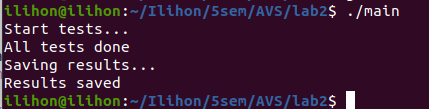 ilihon@ilihon:~/Ilihon/5sem/AVS/lab2$ ./main
Start tests...
All tests done
Saving results...
Results saved
ilihon@ilihon:~/Ilihon/5sem/AVS/lab2$